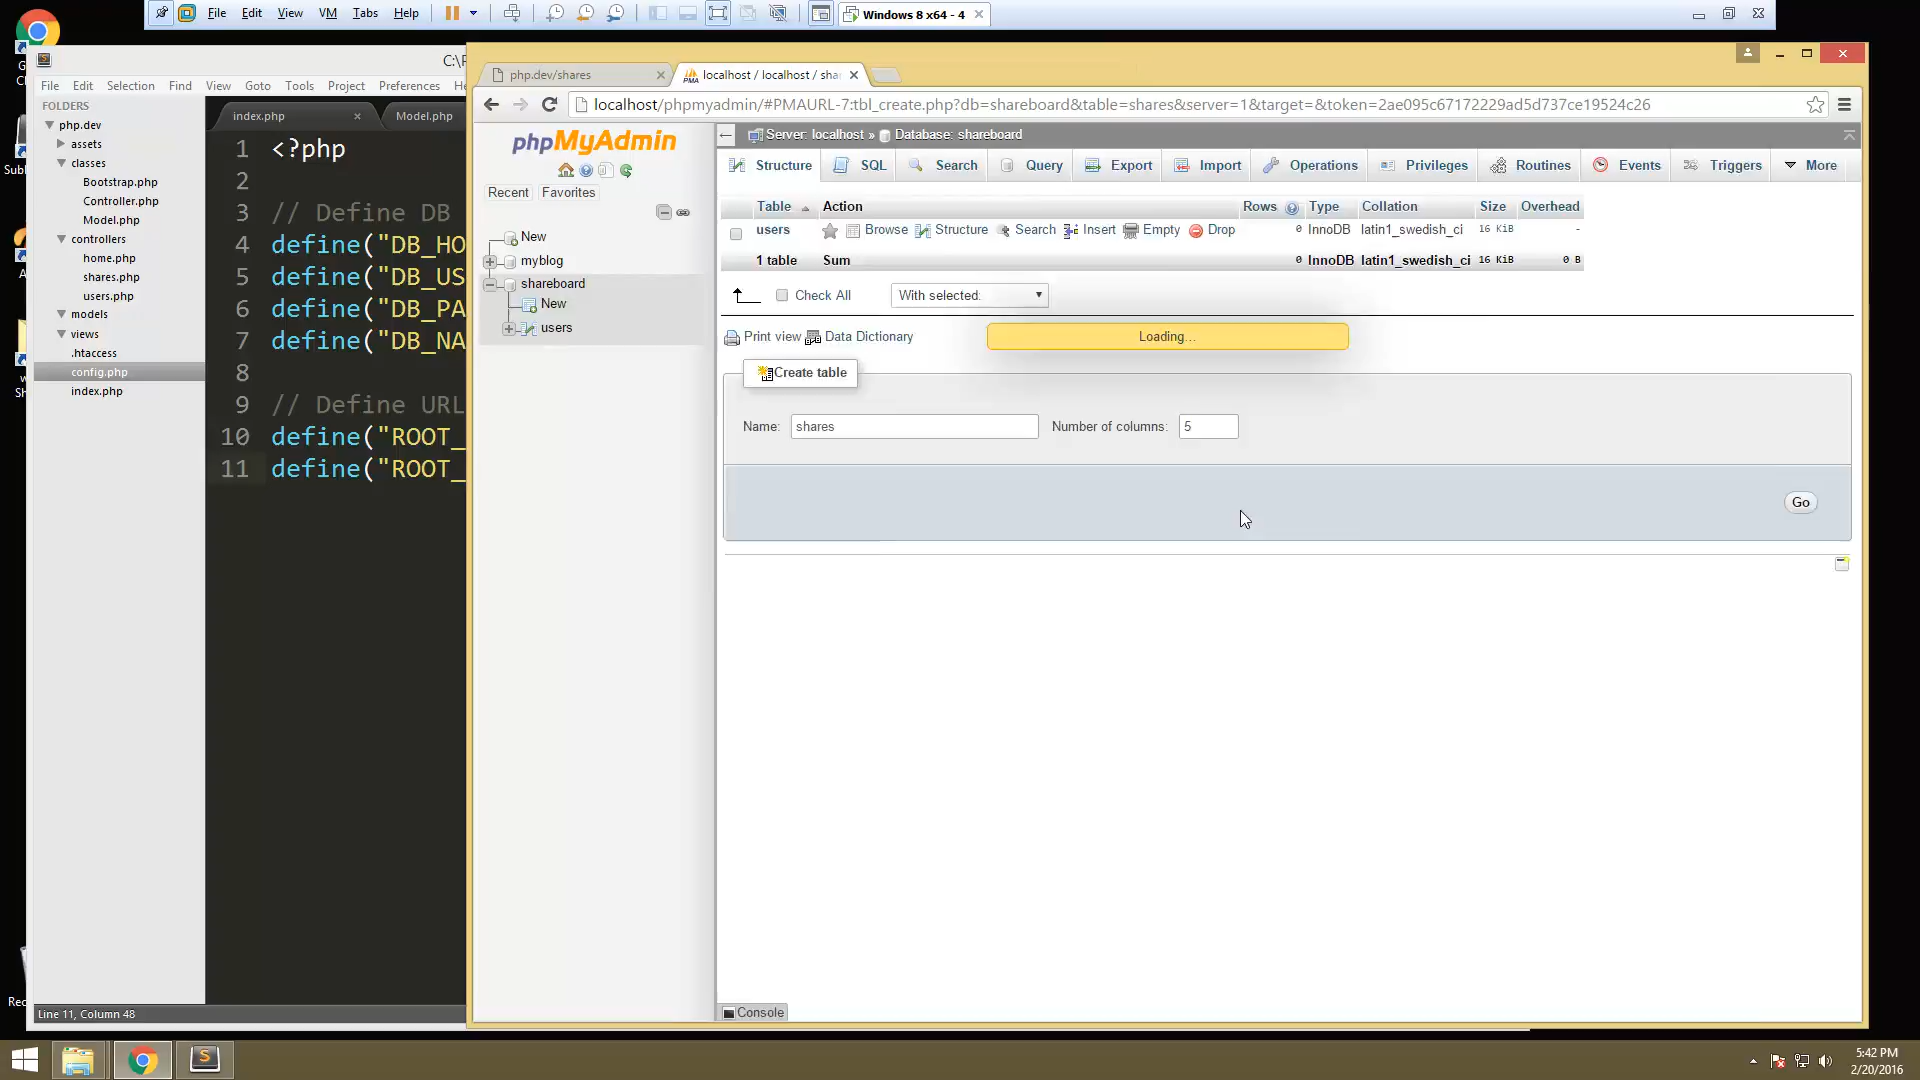 File Edit View VM Tabs Help
Windows 8 x64 - 4
File Edit Selection Find View Goto Tools Project Preferences
FOLDERS
php.dev
assets
classes
Bootstrap.php
Controller.php
Model.php
controllers
home.php
shares.php
users.php
models
views
.htaccess
config.php
index.php
Line 11, Column 48
index.php
Model.php
1 <?php
2
3 // Define DB
4 define("DB_HO
5 define("DB_US
6 define("DB_PA
7 define("DB_NA
8
9 // Define URL
10 define("ROOT_
11 define("ROOT_
php.dev/shares
localhost / localhost / sha
localhost/phpmyadmin/#PMAURL-7:tbl_create.php?db=shareboard&table=shares&server=1&target=&token=2ae095c67172229ad5d737ce19524c26
phpMyAdmin
Recent Favorites
New
myblog
shareboard
New
users
Server: localhost » Database: shareboard
Structure SQL Search Query Export Import Operations Privileges Routines Events Triggers More
Table Action Rows Type Collation Size Overhead
users Browse Structure Search Insert Empty Drop 0 InnoDB latin1_swedish_ci 16 KiB -
1 table Sum 0 InnoDB latin1_swedish_ci 16 KiB 0 B
Check All With selected:
Print view Data Dictionary
Loading...
Create table
Name: shares Number of columns: 5
Go
Console
5:42 PM
2/20/2016